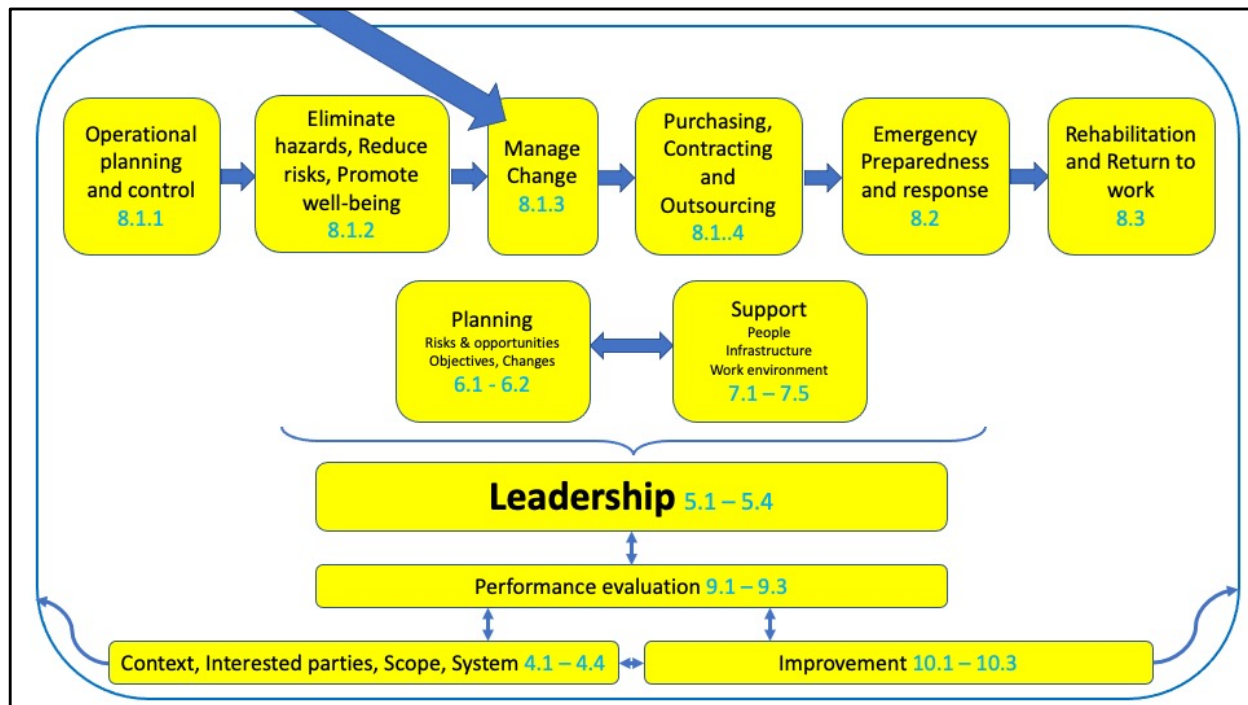 Operational
planning
and control
8.1.1
Eliminate
hazards, Reduce
risks, Promote
well-being
8.1.2
Manage
Change
8.1.3
Purchasing,
Contracting
and
Outsourcing
8.1..4
Emergency
Preparedness
and response
8.2
Rehabilitation
and Return to
work
8.3
Planning
Risks & opportunities
Objectives, Changes
6.1 - 6.2
Support
People
Infrastructure
Work environment
7.1 – 7.5
Leadership 5.1 – 5.4
Performance evaluation 9.1 – 9.3
Context, Interested parties, Scope, System 4.1 – 4.4
Improvement 10.1 – 10.3